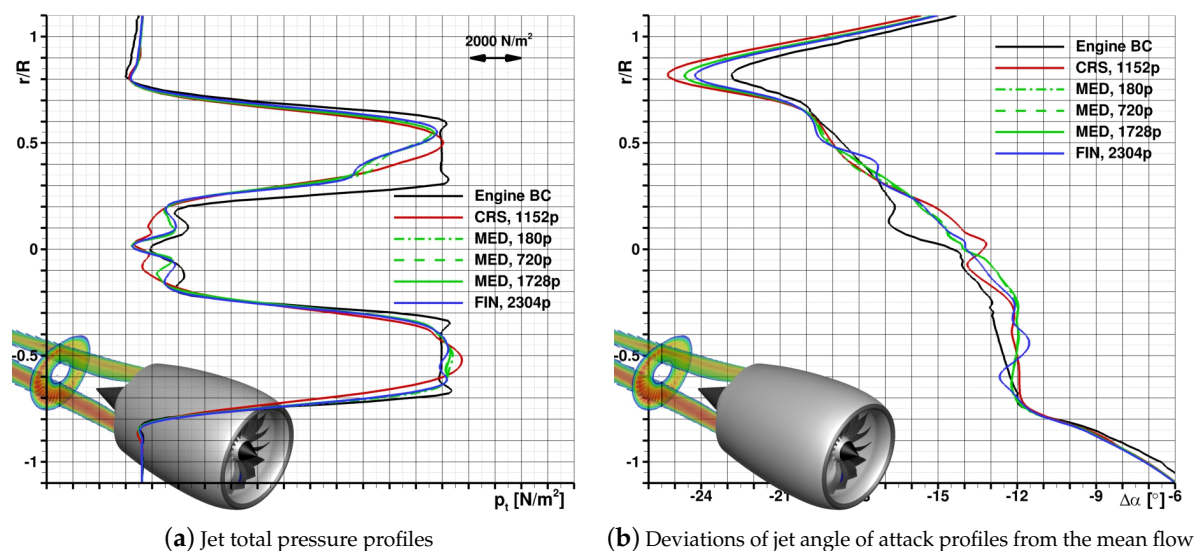 1
0.5
0
-0.5
-1
r/R
2000 N/m²
Engine BC
CRS, 1152p
MED, 180p
MED, 720p
MED, 1728p
FIN, 2304p
pₜ [N/m²]
(a) Jet total pressure profiles
1
0.5
0
-0.5
-1
r/R
Engine BC
CRS, 1152p
MED, 180p
MED, 720p
MED, 1728p
FIN, 2304p
-24 -21 -18 -15 -12 -9 -6
Δα [°]
(b) Deviations of jet angle of attack profiles from the mean flow